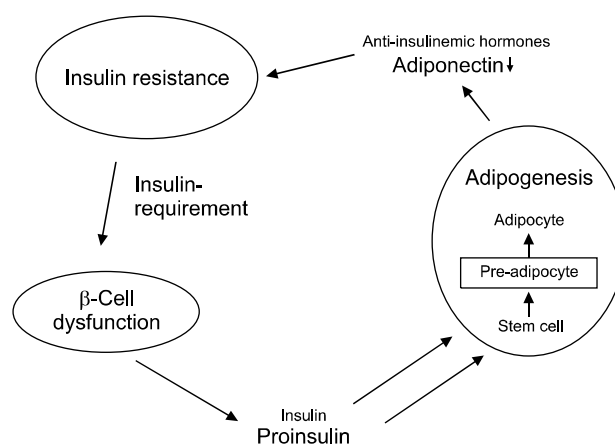 Anti-insulinemic hormones
Adiponectin↓
Insulin resistance
Insulin-
requirement
Adipogenesis
Adipocyte
Pre-adipocyte
Stem cell
β-Cell
dysfunction
Insulin
Proinsulin